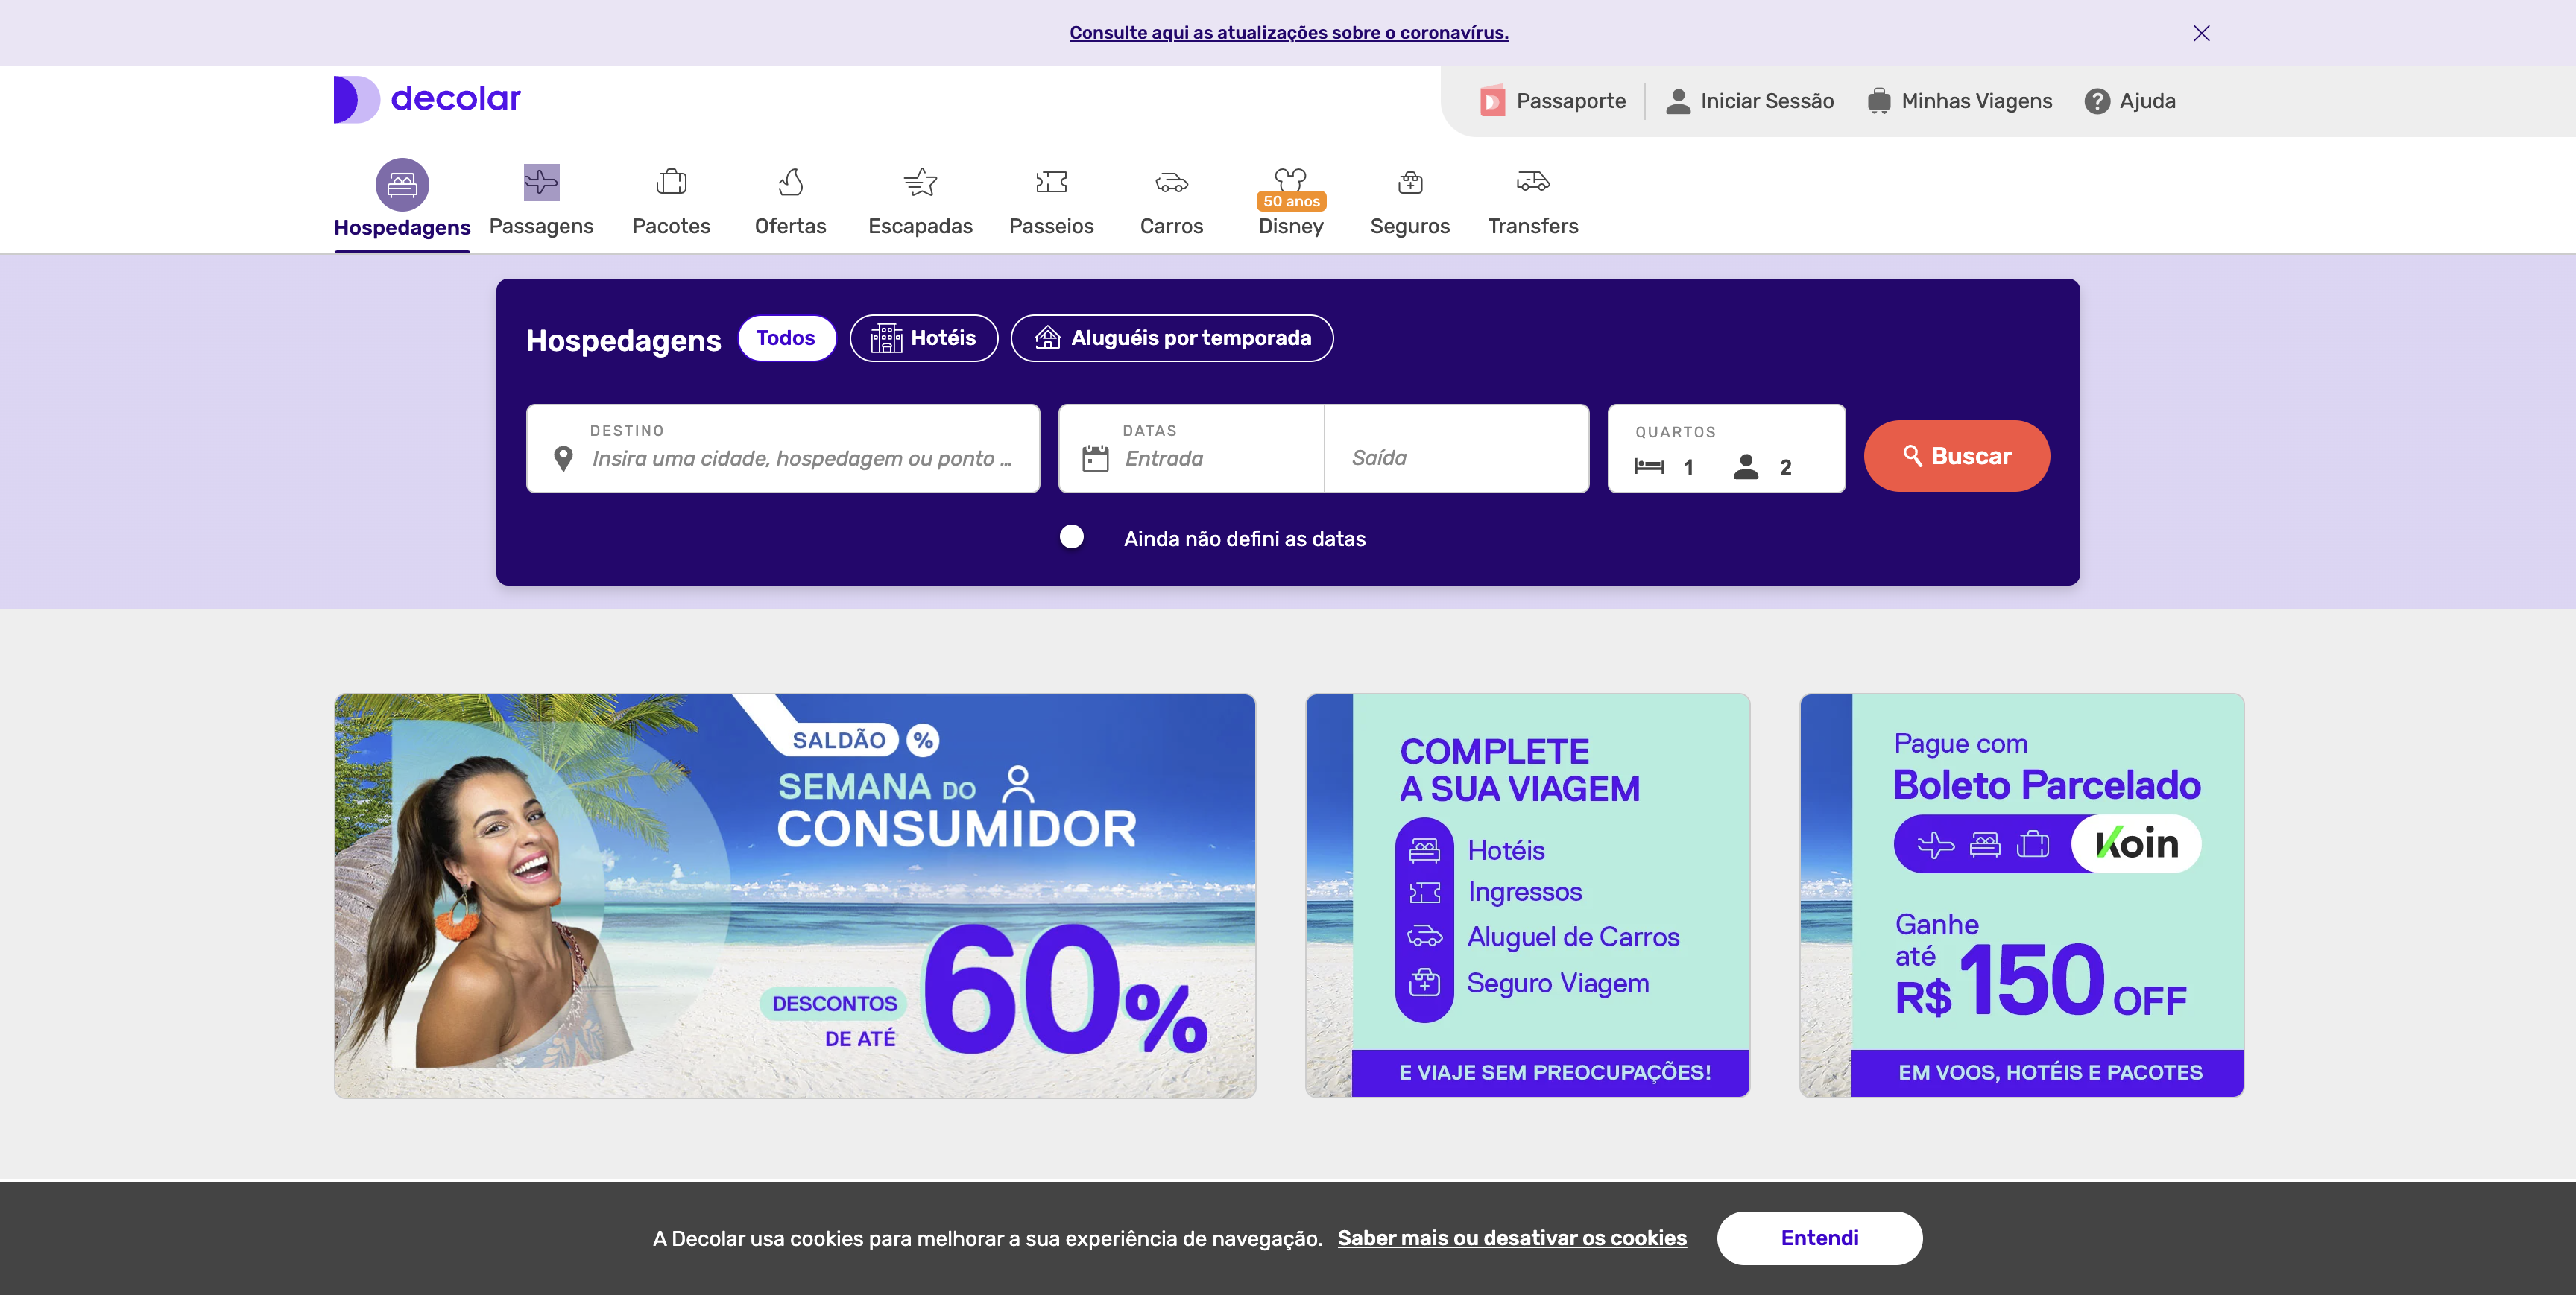 Consulte aqui as atualizações sobre o coronavírus.
decolar
Passaporte
Iniciar Sessão
Minhas Viagens
Ajuda
Hospedagens
Passagens
Pacotes
Ofertas
Escapadas
Passeios
Carros
50 anos
Disney
Seguros
Transfers
Hospedagens
Todos
Hotéis
Aluguéis por temporada
DESTINO
Insira uma cidade, hospedagem ou ponto ...
DATAS
Entrada
Saída
QUARTOS
1
2
Buscar
Ainda não defini as datas
SALDÃO %
SEMANA DO
CONSUMIDOR
DESCONTOS
DE ATÉ
60%
COMPLETE
A SUA VIAGEM
Hotéis
Ingressos
Aluguel de Carros
Seguro Viagem
E VIAJE SEM PREOCUPAÇÕES!
Pague com
Boleto Parcelado
Koin
Ganhe
até
R$ 150 OFF
EM VOOS, HOTÉIS E PACOTES
A Decolar usa cookies para melhorar a sua experiência de navegação. Saber mais ou desativar os cookies
Entendi